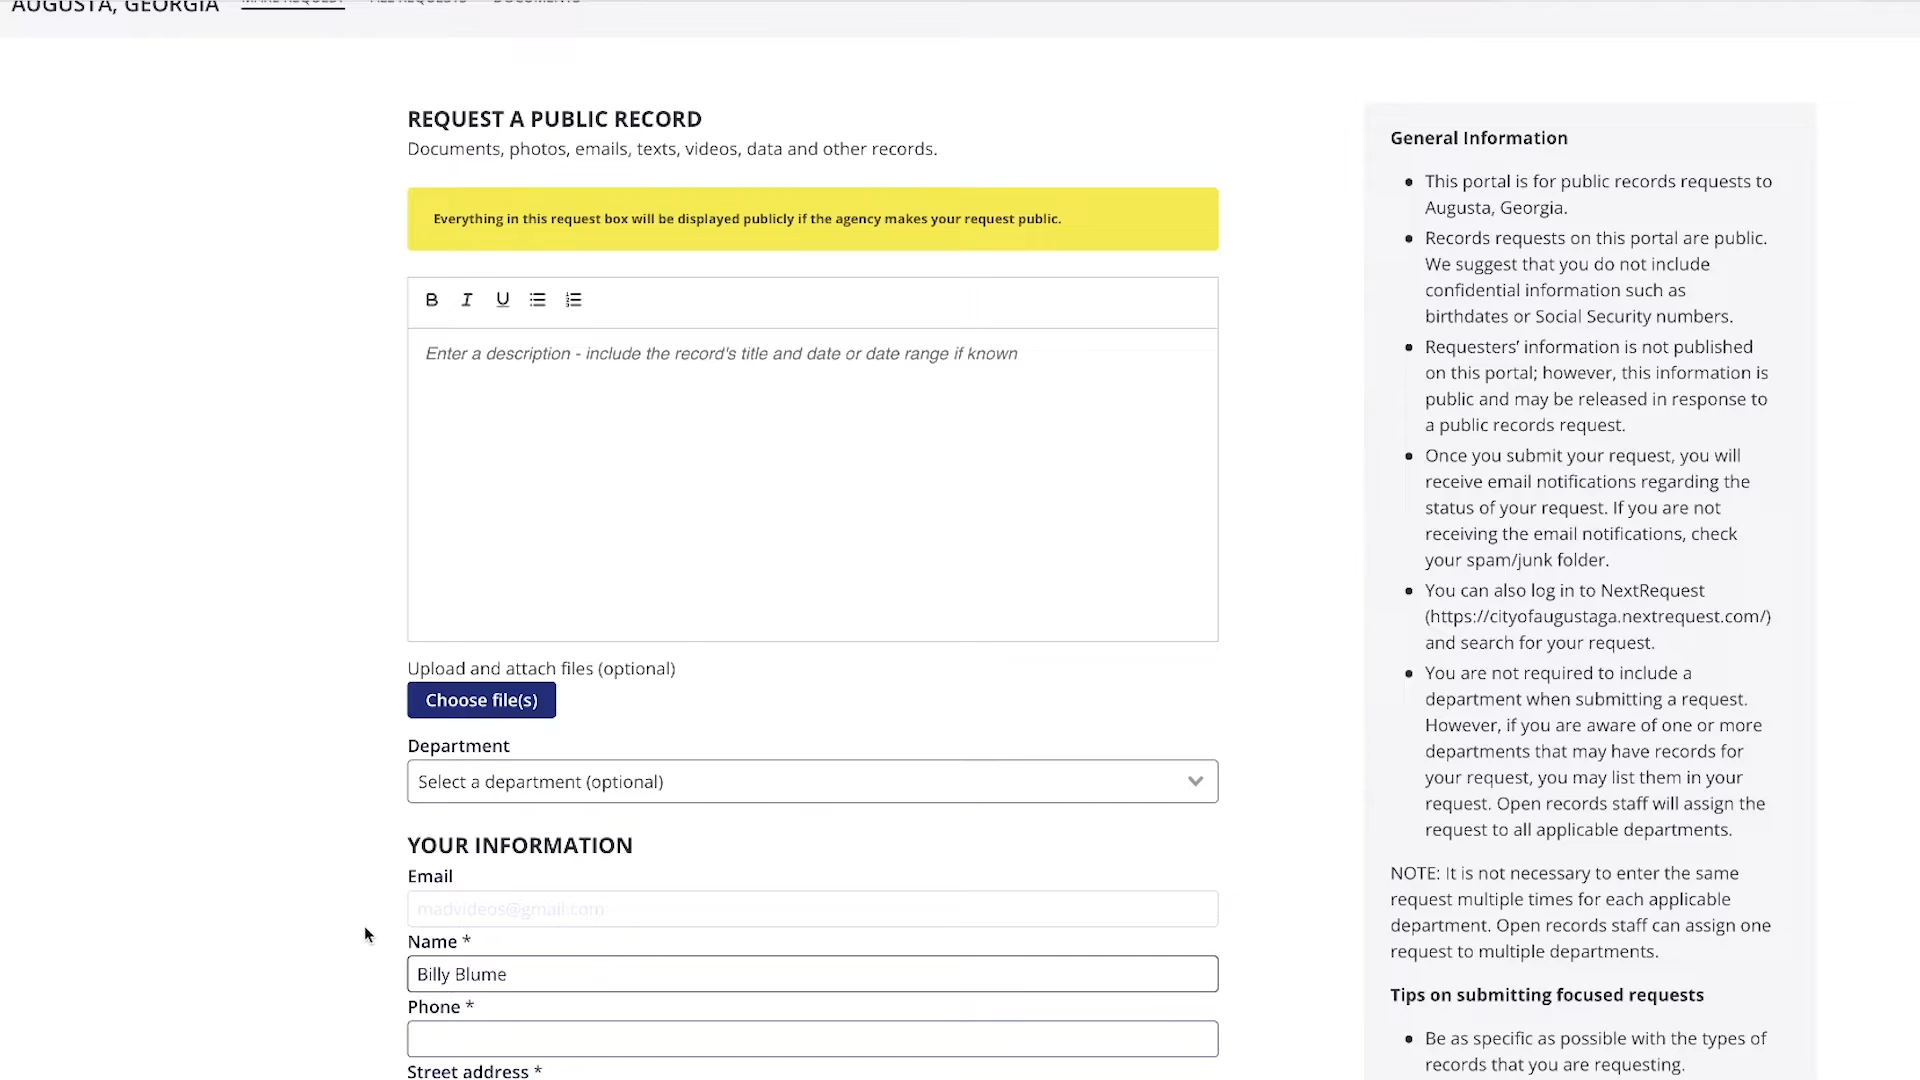 AUGUSTA, GEORGIA MAKE REQUEST ALL REQUESTS DOCUMENTS
REQUEST A PUBLIC RECORD
Documents, photos, emails, texts, videos, data and other records.
Everything in this request box will be displayed publicly if the agency makes your request public.
B I U
Enter a description - include the record's title and date or date range if known
Upload and attach files (optional)
Choose file(s)
Department
Select a department (optional)
YOUR INFORMATION
Email
madvideos@gmail.com
Name *
Billy Blume
Phone *
Street address *
General Information
This portal is for public records requests to
Augusta, Georgia.
Records requests on this portal are public.
We suggest that you do not include
confidential information such as
birthdates or Social Security numbers.
Requesters’ information is not published
on this portal; however, this information is
public and may be released in response to
a public records request.
Once you submit your request, you will
receive email notifications regarding the
status of your request. If you are not
receiving the email notifications, check
your spam/junk folder.
You can also log in to NextRequest
(https://cityofaugustaga.nextrequest.com/)
and search for your request.
You are not required to include a
department when submitting a request.
However, if you are aware of one or more
departments that may have records for
your request, you may list them in your
request. Open records staff will assign the
request to all applicable departments.
NOTE: It is not necessary to enter the same
request multiple times for each applicable
department. Open records staff can assign one
request to multiple departments.
Tips on submitting focused requests
Be as specific as possible with the types of
records that you are requesting.